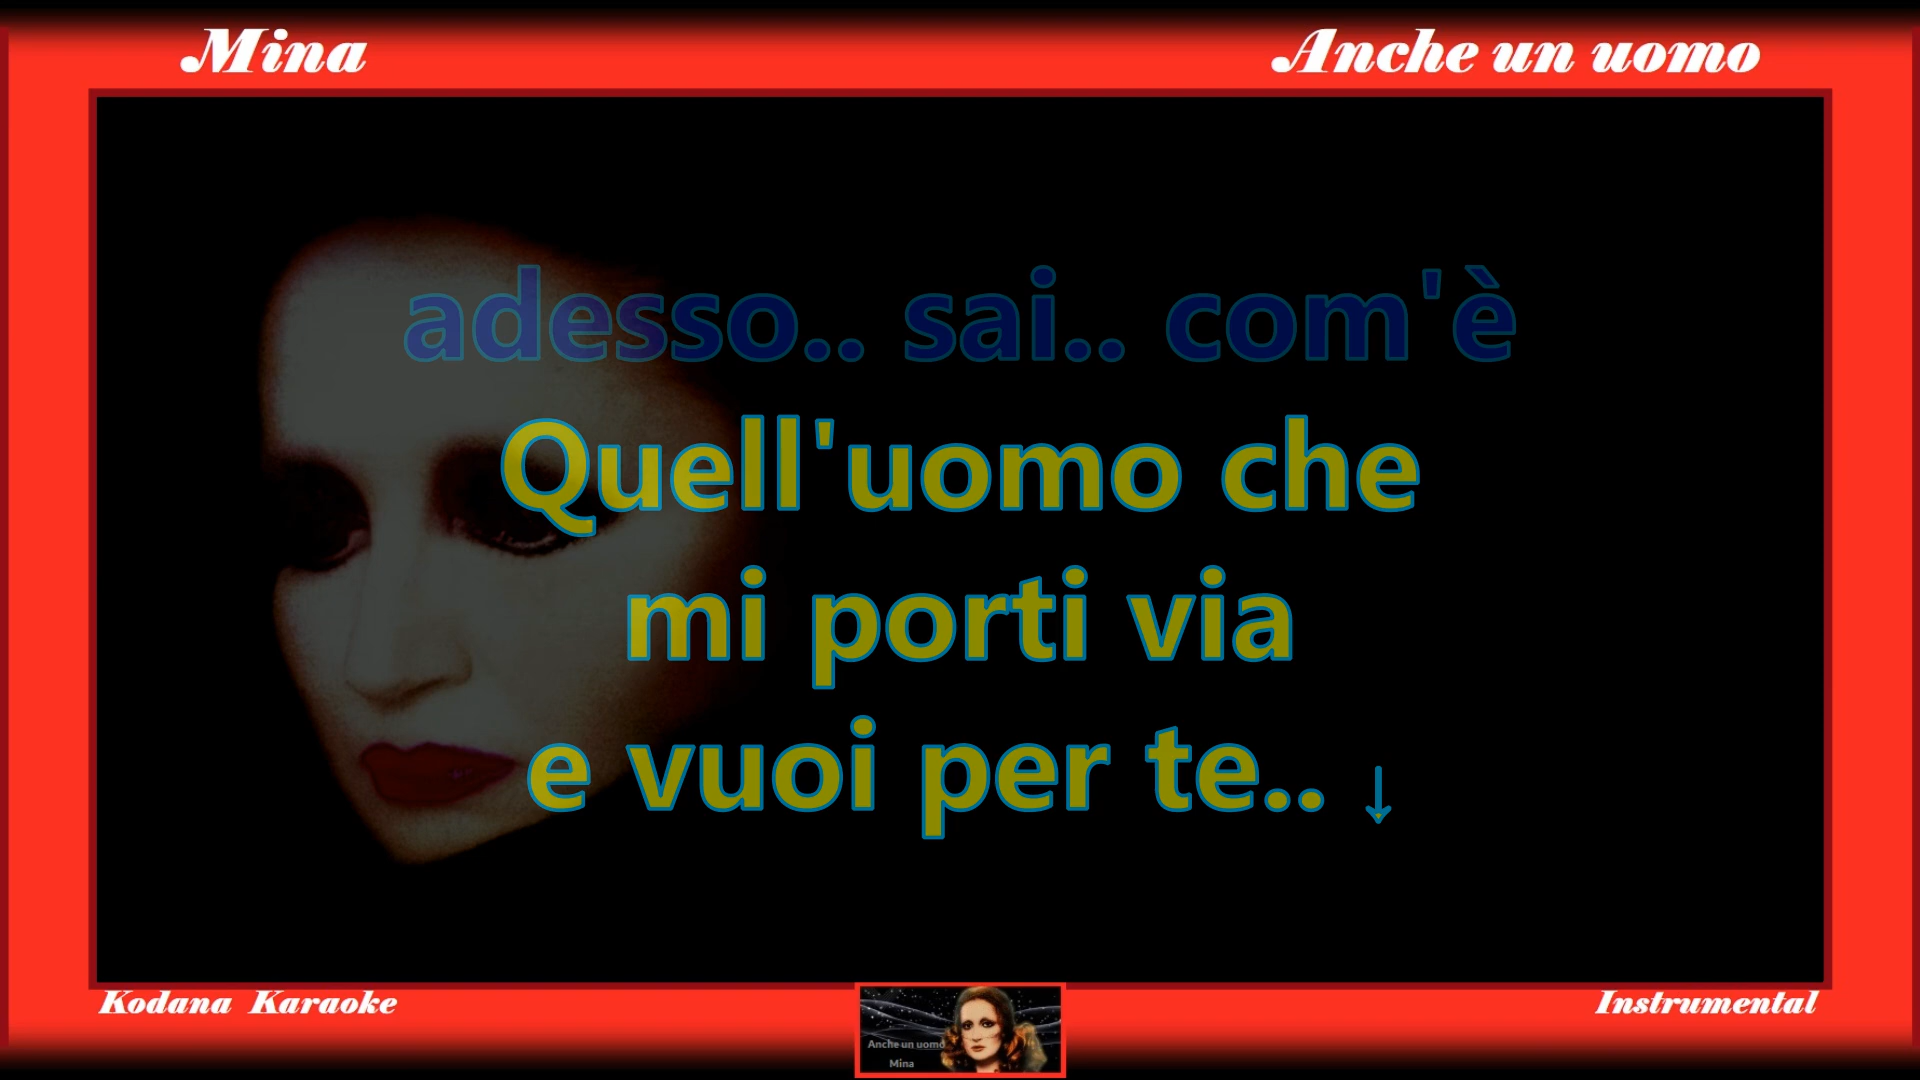 Mina
Anche un uomo
adesso.. sai.. com'è
Quell'uomo che
mi porti via
e vuoi per te.. ↓
Kodana Karaoke
Instrumental
Anche un uomo
Mina